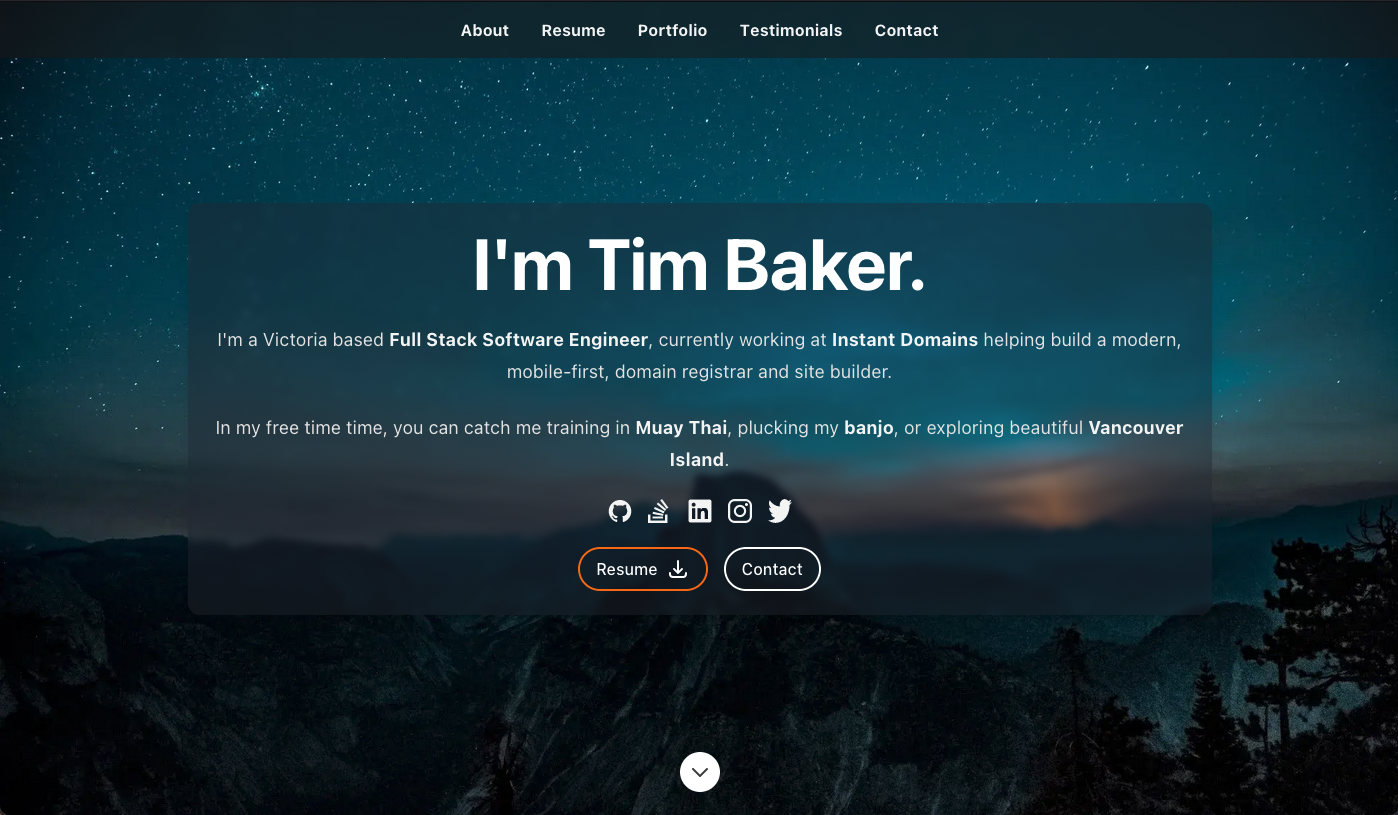 About Resume Portfolio Testimonials Contact
I'm Tim Baker.
I'm a Victoria based Full Stack Software Engineer, currently working at Instant Domains helping build a modern,
mobile-first, domain registrar and site builder.
In my free time time, you can catch me training in Muay Thai, plucking my banjo, or exploring beautiful Vancouver
Island.
in
Resume Contact